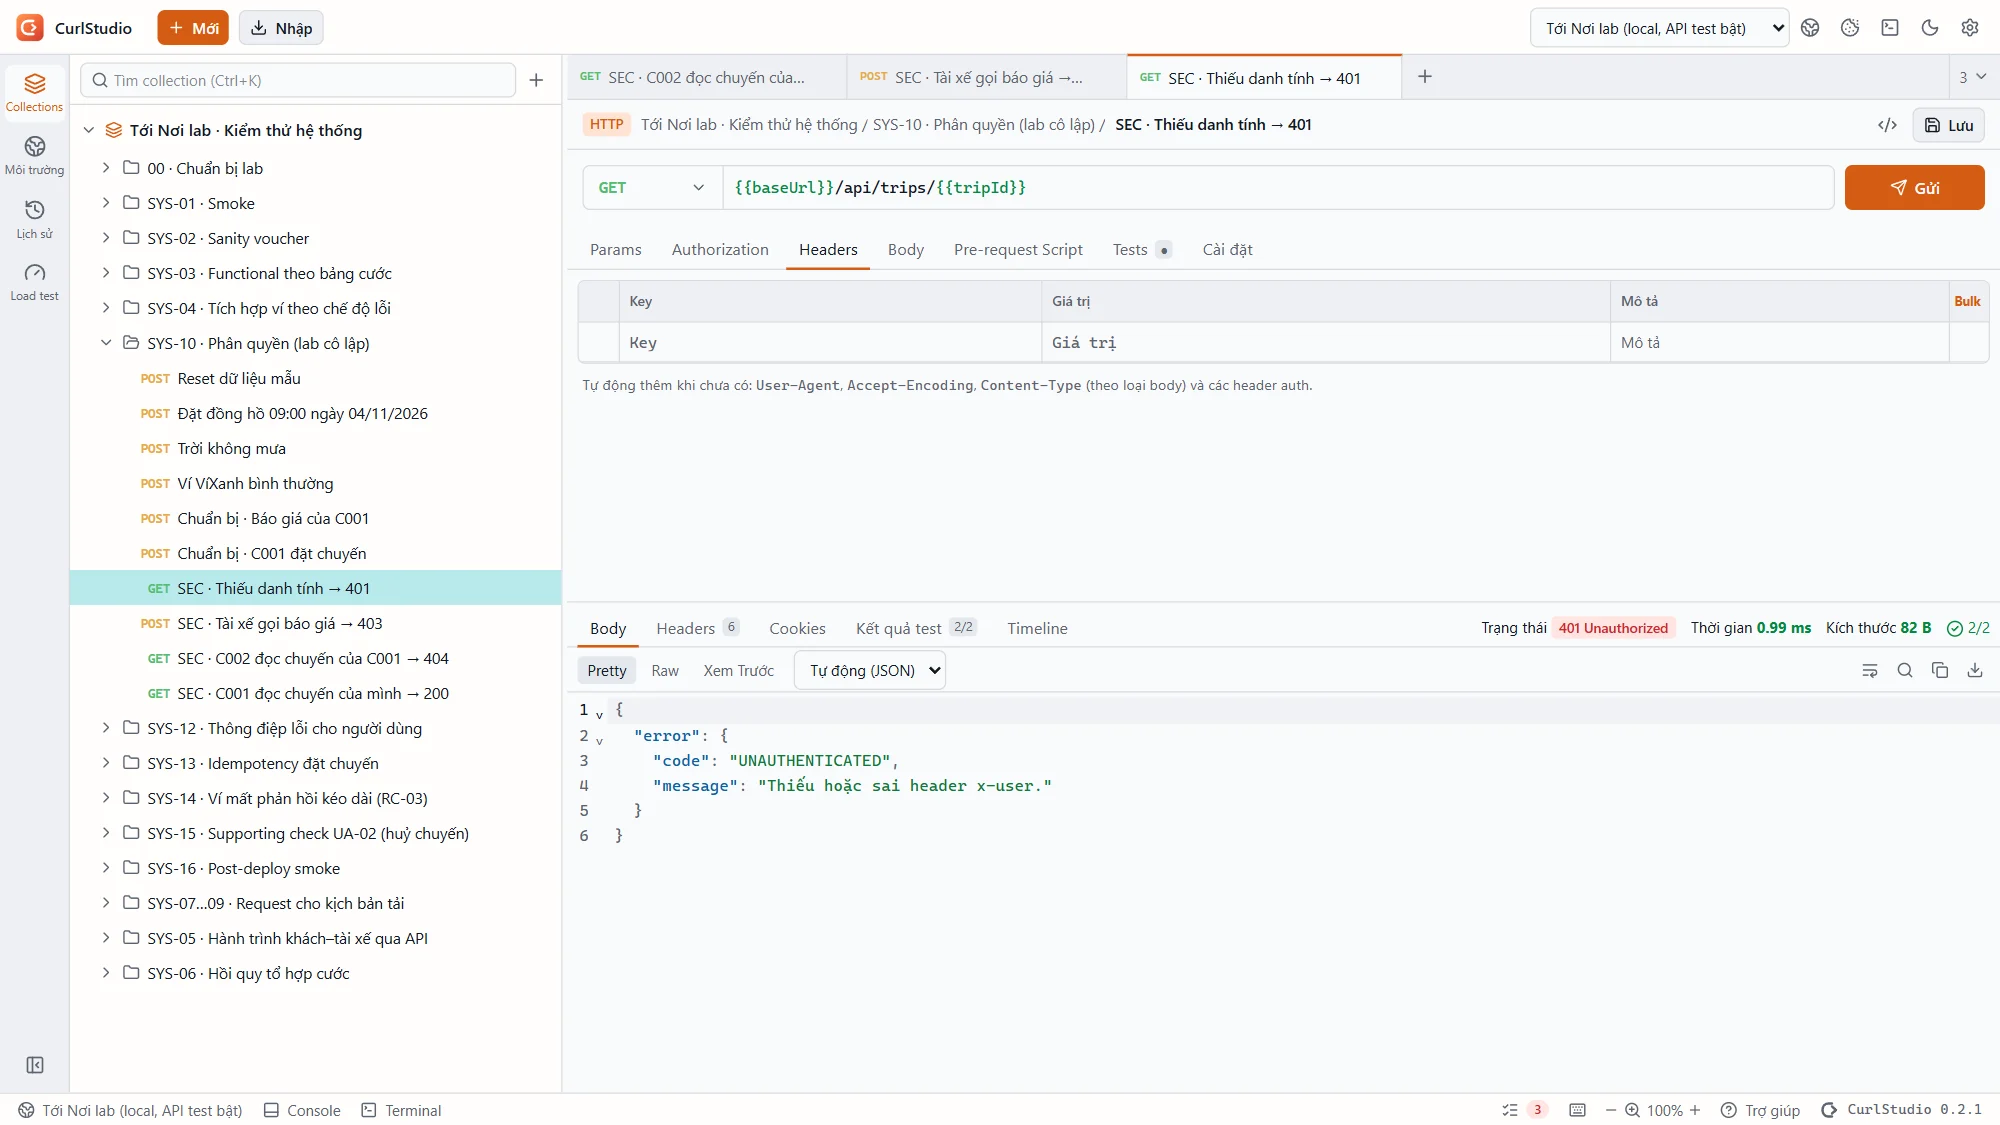 CurlStudio
Mới
Nhập
Tới Nơi lab (local, API test bật)
Collections
Môi trường
Lịch sử
Load test
Tìm collection (Ctrl+K)
Tới Nơi lab · Kiểm thử hệ thống
00 · Chuẩn bị lab
SYS-01 · Smoke
SYS-02 · Sanity voucher
SYS-03 · Functional theo bảng cước
SYS-04 · Tích hợp ví theo chế độ lỗi
SYS-10 · Phân quyền (lab cô lập)
POST Reset dữ liệu mẫu
POST Đặt đồng hồ 09:00 ngày 04/11/2026
POST Trời không mưa
POST Ví VíXanh bình thường
POST Chuẩn bị · Báo giá của C001
POST Chuẩn bị · C001 đặt chuyến
GET SEC · Thiếu danh tính → 401
POST SEC · Tài xế gọi báo giá → 403
GET SEC · C002 đọc chuyến của C001 → 404
GET SEC · C001 đọc chuyến của mình → 200
SYS-12 · Thông điệp lỗi cho người dùng
SYS-13 · Idempotency đặt chuyến
SYS-14 · Ví mất phản hồi kéo dài (RC-03)
SYS-15 · Supporting check UA-02 (huỷ chuyến)
SYS-16 · Post-deploy smoke
SYS-07...09 · Request cho kịch bản tải
SYS-05 · Hành trình khách–tài xế qua API
SYS-06 · Hồi quy tổ hợp cước
GET SEC · C002 đọc chuyến của...
POST SEC · Tài xế gọi báo giá →...
GET SEC · Thiếu danh tính → 401
3
HTTP Tới Nơi lab · Kiểm thử hệ thống / SYS-10 · Phân quyền (lab cô lập) / SEC · Thiếu danh tính → 401
Lưu
GET {{baseUrl}}/api/trips/{{tripId}}
Gửi
Params Authorization Headers Body Pre-request Script Tests Cài đặt
Key Giá trị Mô tả Bulk
Key Giá trị Mô tả
Tự động thêm khi chưa có: User-Agent, Accept-Encoding, Content-Type (theo loại body) và các header auth.
Body Headers 6 Cookies Kết quả test 2/2 Timeline
Trạng thái 401 Unauthorized Thời gian 0.99 ms Kích thước 82 B 2/2
Pretty Raw Xem Trước Tự động (JSON)
1 {
2 "error": {
3 "code": "UNAUTHENTICATED",
4 "message": "Thiếu hoặc sai header x-user."
5 }
6 }
Tới Nơi lab (local, API test bật) Console Terminal
3 100% Trợ giúp CurlStudio 0.2.1